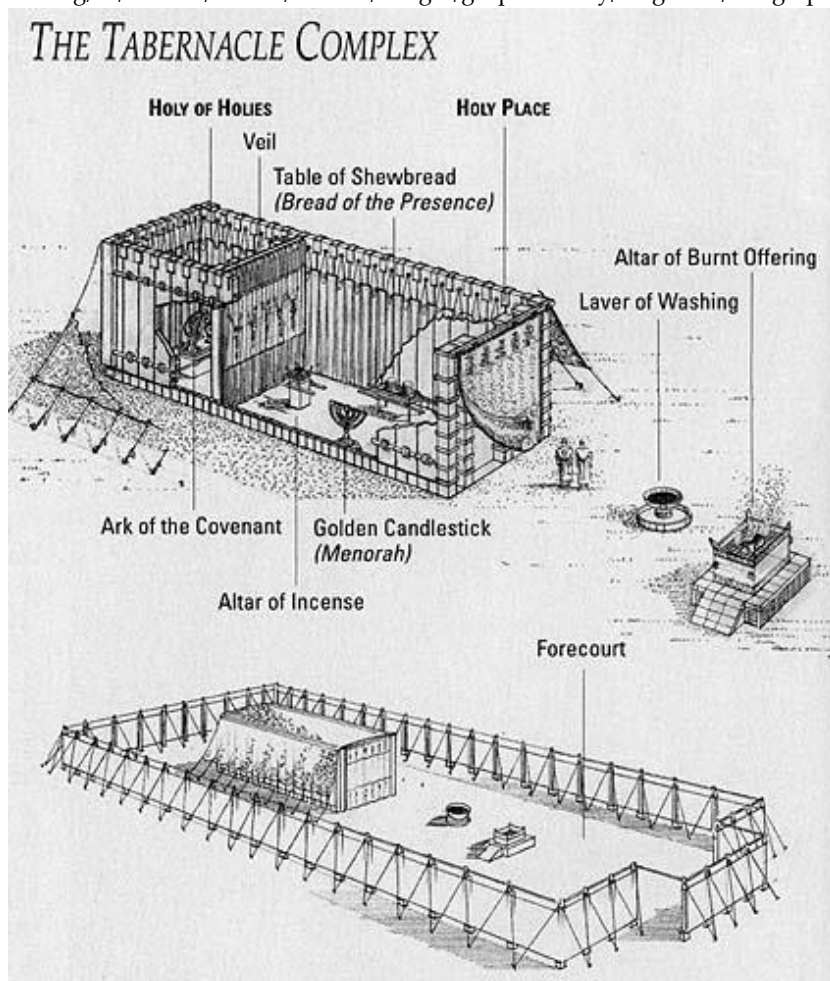 THE TABERNACLE COMPLEX
HOLY OF HOLIES
HOLY PLACE
Veil
Table of Shewbread
(Bread of the Presence)
Altar of Burnt Offering
Laver of Washing
Ark of the Covenant
Golden Candlestick
(Menorah)
Altar of Incense
Forecourt